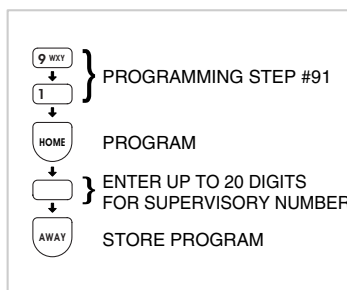 9 WXY
1
PROGRAMMING STEP #91
HOME
PROGRAM
ENTER UP TO 20 DIGITS
FOR SUPERVISORY NUMBER
AWAY
STORE PROGRAM